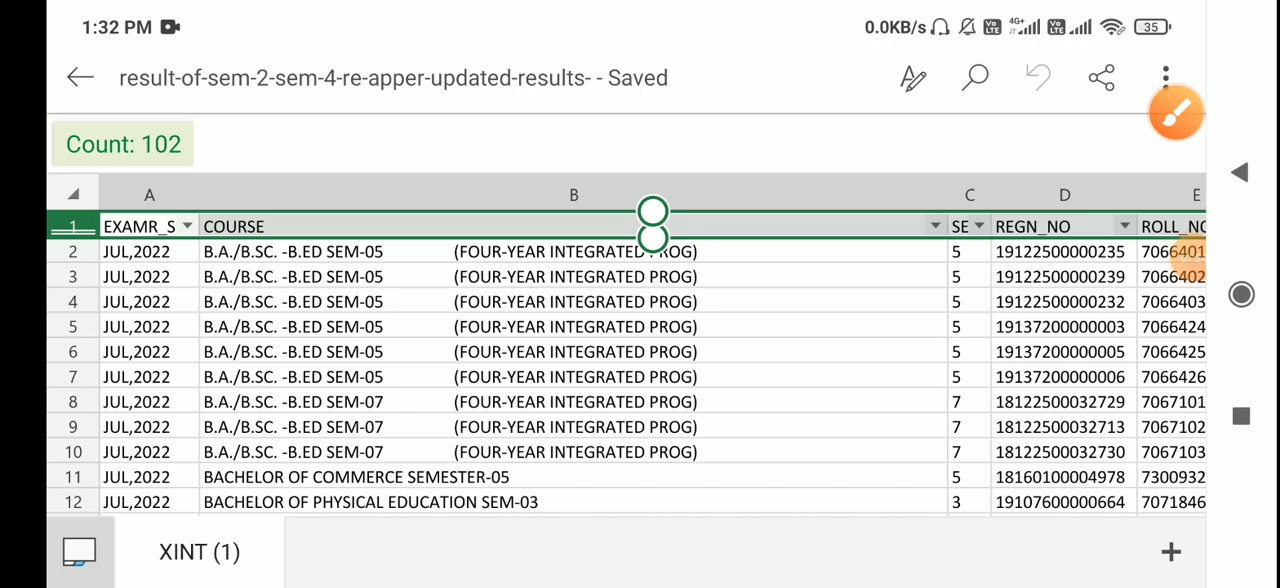 1:32 PM 0.0KB/s Vo LTE 4G+ Vo LTE 35
result-of-sem-2-sem-4-re-apper-updated-results- - Saved
Count: 102
A B C D E
1 EXAMR_S COURSE SE REGN_NO ROLL_NO
2 JUL,2022 B.A./B.SC. -B.ED SEM-05 (FOUR-YEAR INTEGRATED PROG) 5 19122500000235 7066401
3 JUL,2022 B.A./B.SC. -B.ED SEM-05 (FOUR-YEAR INTEGRATED PROG) 5 19122500000239 7066402
4 JUL,2022 B.A./B.SC. -B.ED SEM-05 (FOUR-YEAR INTEGRATED PROG) 5 19122500000232 7066403
5 JUL,2022 B.A./B.SC. -B.ED SEM-05 (FOUR-YEAR INTEGRATED PROG) 5 19137200000003 7066424
6 JUL,2022 B.A./B.SC. -B.ED SEM-05 (FOUR-YEAR INTEGRATED PROG) 5 19137200000005 7066425
7 JUL,2022 B.A./B.SC. -B.ED SEM-05 (FOUR-YEAR INTEGRATED PROG) 5 19137200000006 7066426
8 JUL,2022 B.A./B.SC. -B.ED SEM-07 (FOUR-YEAR INTEGRATED PROG) 7 18122500032729 7067101
9 JUL,2022 B.A./B.SC. -B.ED SEM-07 (FOUR-YEAR INTEGRATED PROG) 7 18122500032713 7067102
10 JUL,2022 B.A./B.SC. -B.ED SEM-07 (FOUR-YEAR INTEGRATED PROG) 7 18122500032730 7067103
11 JUL,2022 BACHELOR OF COMMERCE SEMESTER-05 5 18160100004978 7300932
12 JUL,2022 BACHELOR OF PHYSICAL EDUCATION SEM-03 3 19107600000664 7071846
XINT (1)